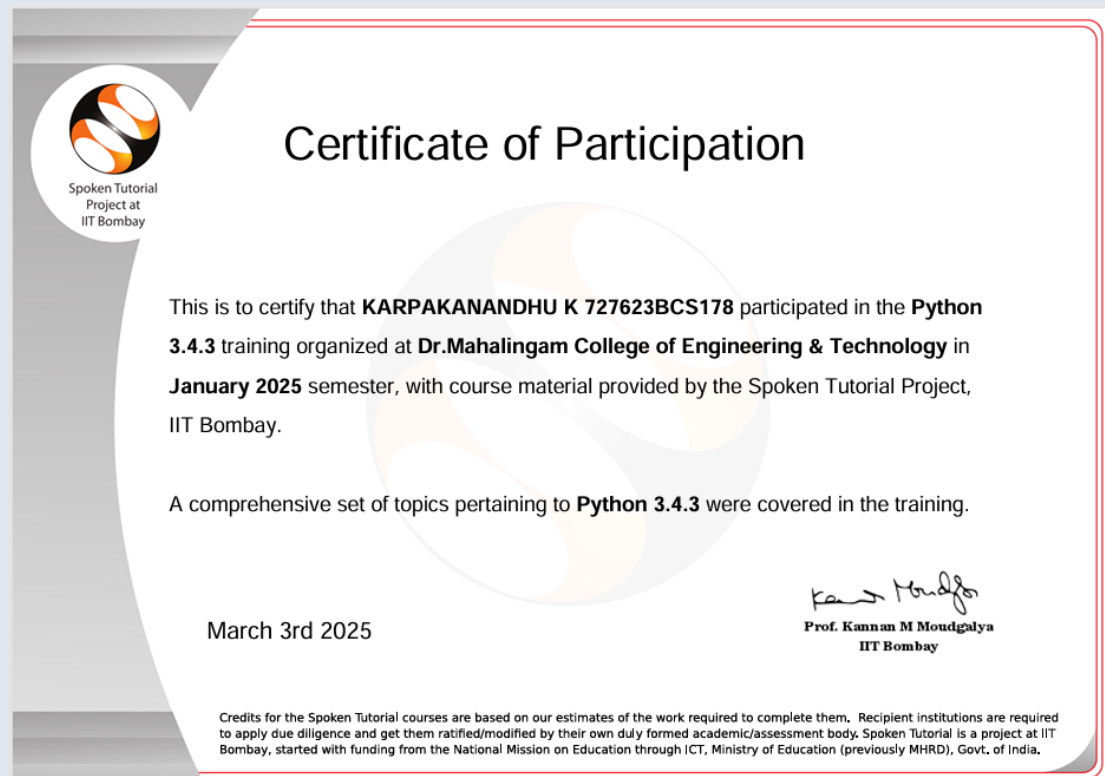 Spoken Tutorial
Project at
IIT Bombay
Certificate of Participation
This is to certify that KARPAKANANDHU K 727623BCS178 participated in the Python
3.4.3 training organized at Dr.Mahalingam College of Engineering & Technology in
January 2025 semester, with course material provided by the Spoken Tutorial Project,
IIT Bombay.
A comprehensive set of topics pertaining to Python 3.4.3 were covered in the training.
March 3rd 2025
Prof. Kannan M Moudgalya
IIT Bombay
Credits for the Spoken Tutorial courses are based on our estimates of the work required to complete them. Recipient institutions are required
to apply due diligence and get them ratified/modified by their own duly formed academic/assessment body. Spoken Tutorial is a project at IIT
Bombay, started with funding from the National Mission on Education through ICT, Ministry of Education (previously MHRD), Govt. of India.